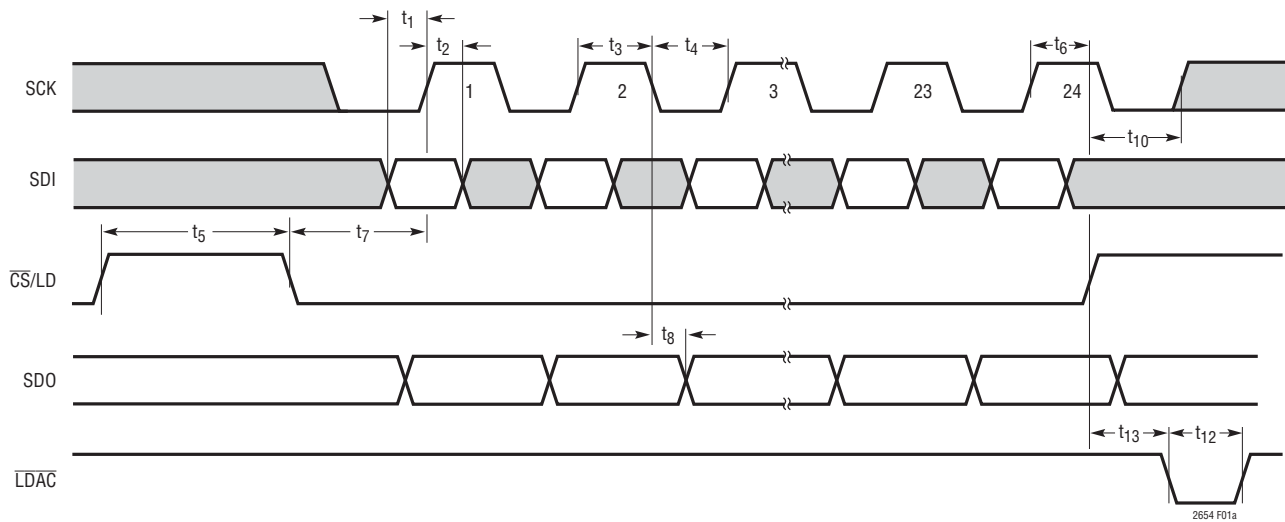 t1
t2
t3
t4
t6
SCK
1
2
3
23
24
t10
SDI
t5
t7
CS/LD
t8
SDO
t13
t12
LDAC
2654 F01a